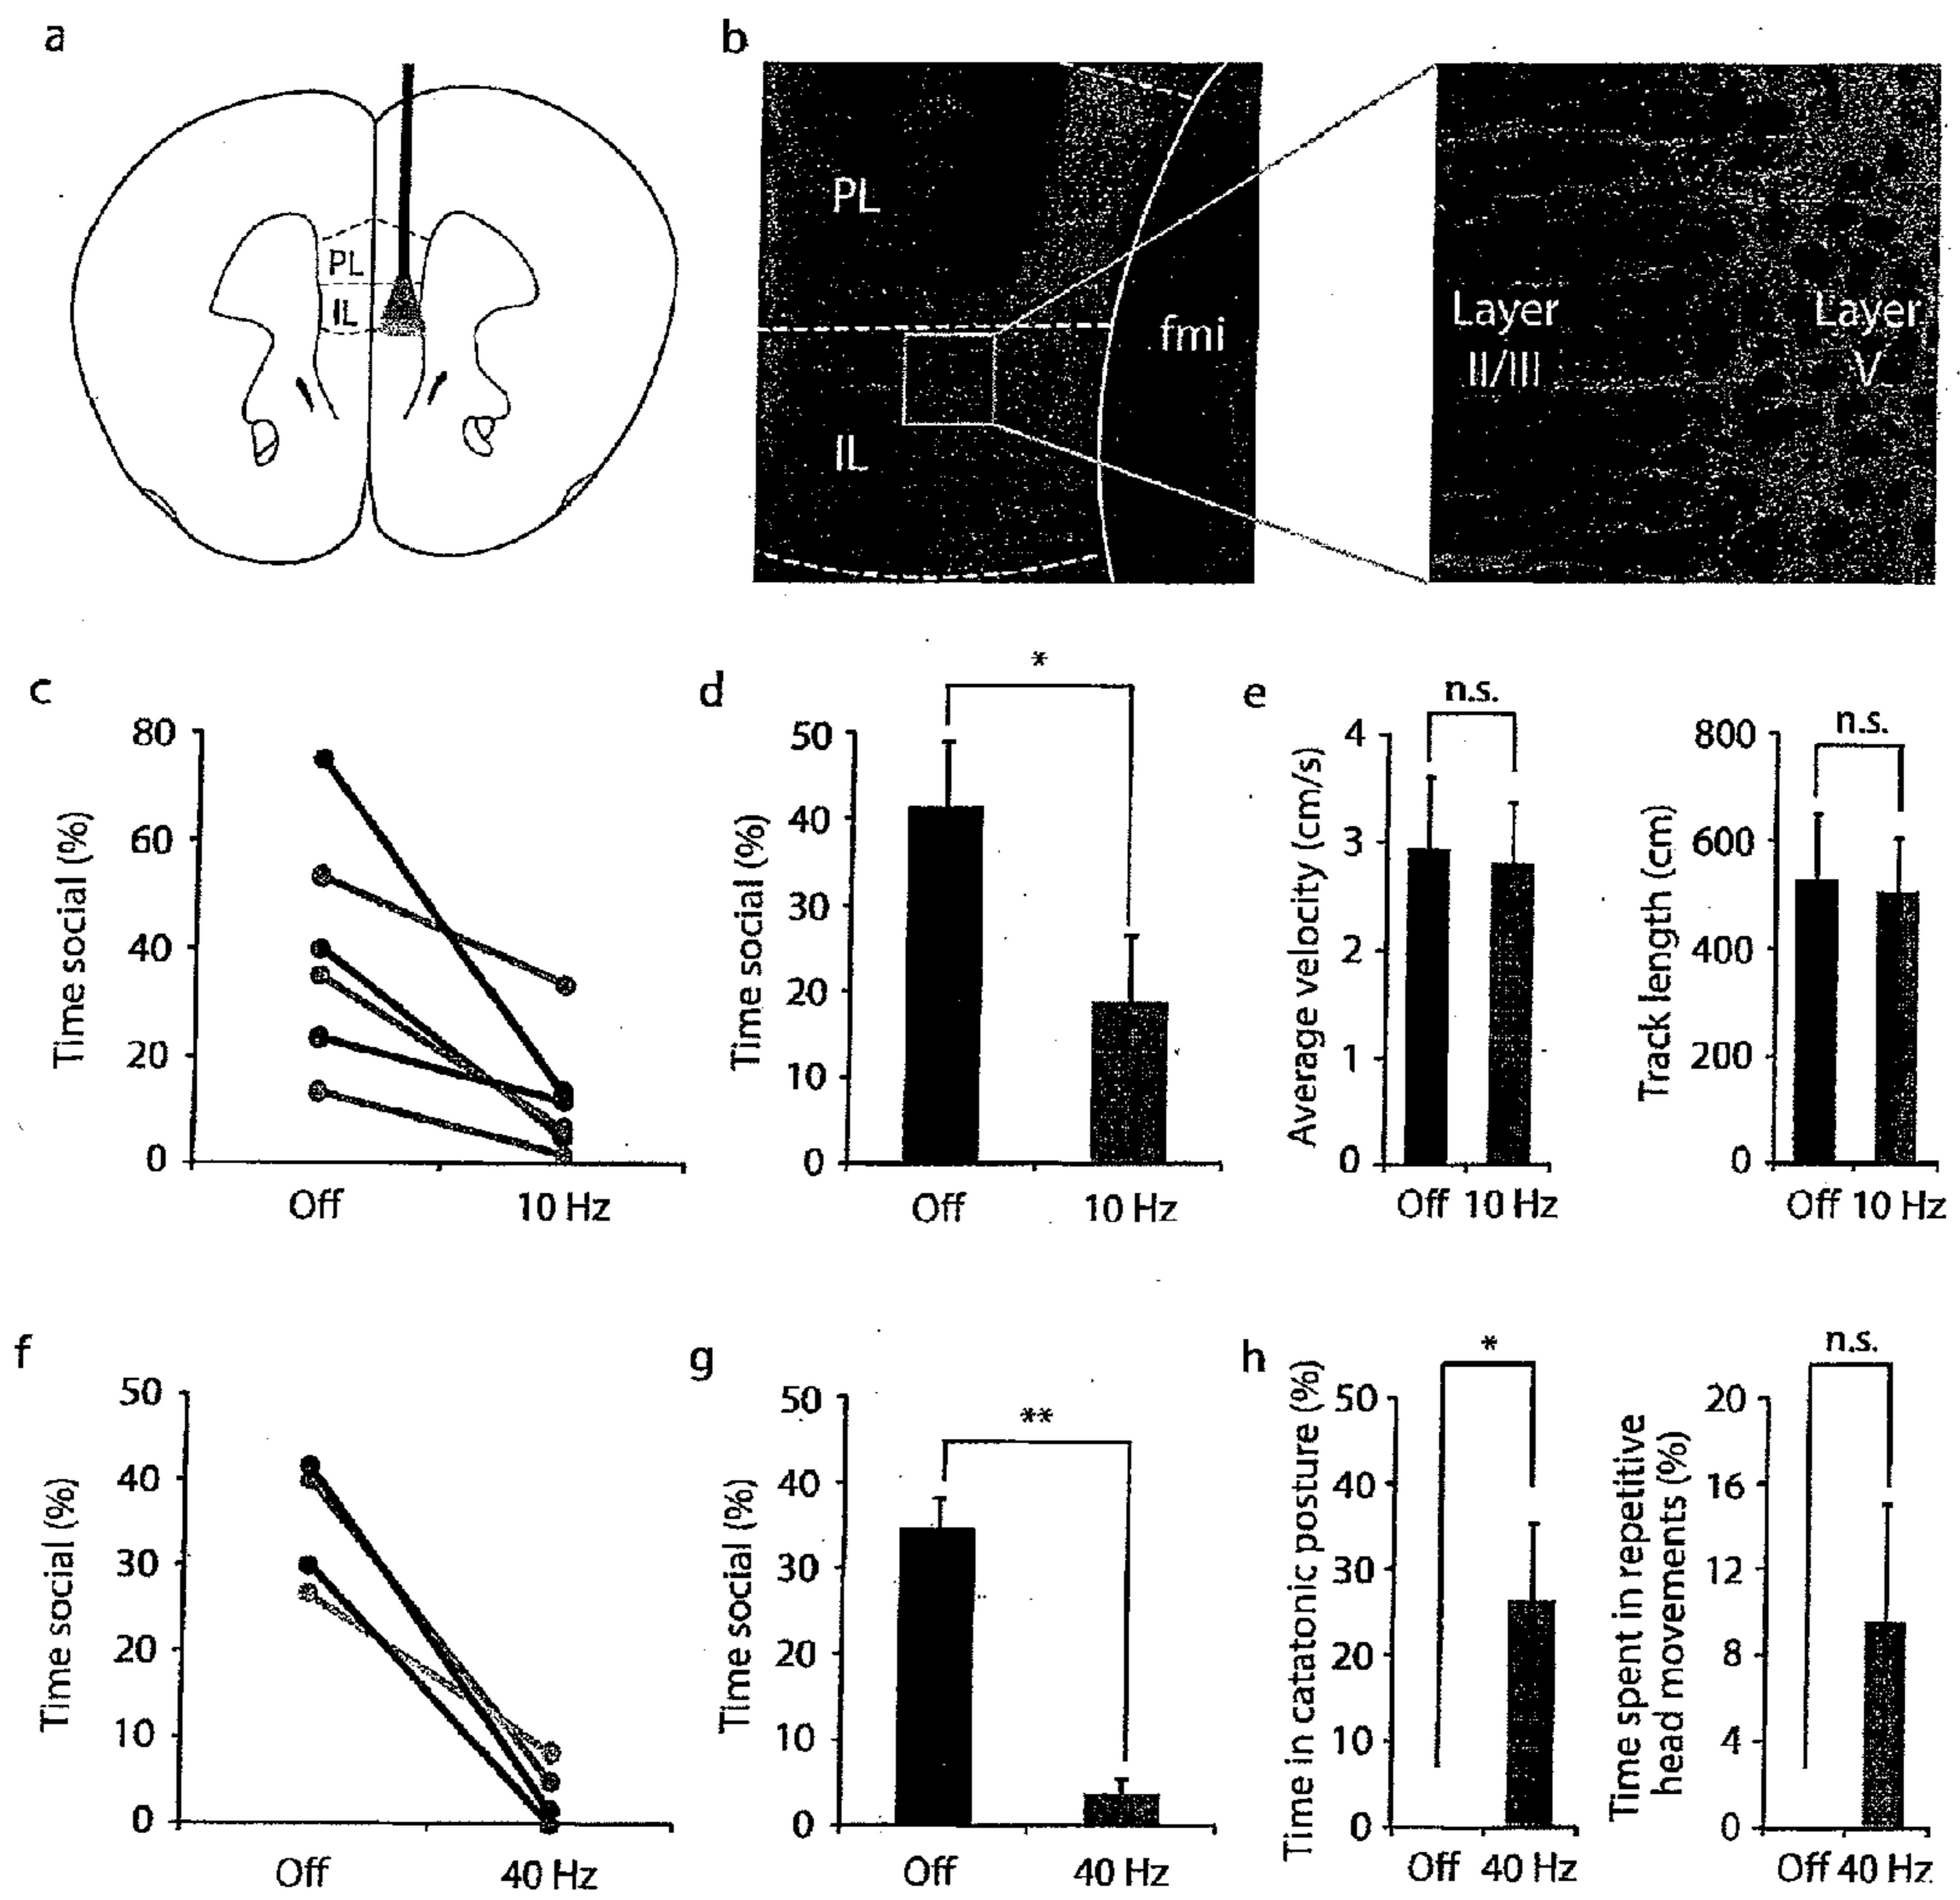 a
PL
IL
b
PL
IL
fmi
Layer
II/III
Layer
V
c
Time social (%)
80
60
40
20
0
Off 10 Hz
d
*
Time social (%)
50
40
30
20
10
0
Off 10 Hz
e
n.s.
Average velocity (cm/s)
4
3
2
1
0
Off 10 Hz
n.s.
Track length (cm)
800
600
400
200
0
Off 10 Hz
f
Time social (%)
50
40
30
20
10
0
Off 40 Hz
g
**
Time social (%)
50
40
30
20
10
0
Off 40 Hz
h
*
Time in catatonic posture (%)
50
40
30
20
10
0
Off 40 Hz
n.s.
Time spent in repetitive
head movements (%)
20
16
12
8
4
0
Off 40 Hz